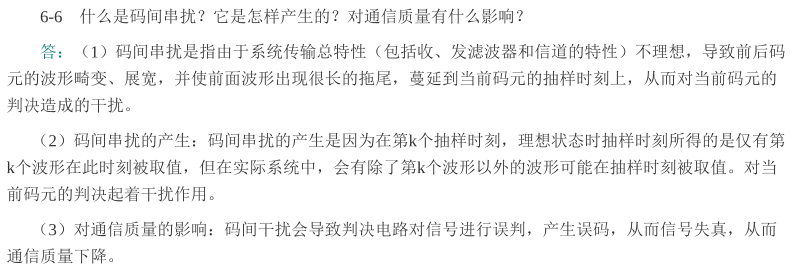 6-6 什么是码间串扰？它是怎样产生的？对通信质量有什么影响？
答：（1）码间串扰是指由于系统传输总特性（包括收、发滤波器和信道的特性）不理想，导致前后码
元的波形畸变、展宽，并使前面波形出现很长的拖尾，蔓延到当前码元的抽样时刻上，从而对当前码元的
判决造成的干扰。
（2）码间串扰的产生：码间串扰的产生是因为在第k个抽样时刻，理想状态时抽样时刻所得的是仅有第
k个波形在此时刻被取值，但在实际系统中，会有除了第k个波形以外的波形可能在抽样时刻被取值。对当
前码元的判决起着干扰作用。
（3）对通信质量的影响：码间干扰会导致判决电路对信号进行误判，产生误码，从而信号失真，从而
通信质量下降。